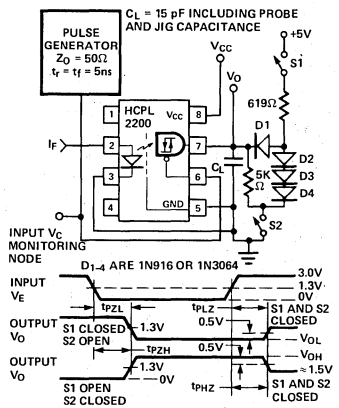 C_L = 15 pF INCLUDING PROBE
AND JIG CAPACITANCE
PULSE
GENERATOR
Z_O = 50Ω
t_r = t_f = 5ns
V_CC
V_O
+5V
S1
619Ω
HCPL
2200
V_CC
1
2
3
4
8
7
6
5
GND
I_F
C_L
D1
D2
D3
D4
5K
Ω
S2
INPUT V_C
MONITORING
NODE
D_1-4 ARE 1N916 OR 1N3064
INPUT
V_E
3.0V
1.3V
0V
t_PZL
t_PLZ
S1 AND S2
CLOSED
OUTPUT
V_O
S1 CLOSED
S2 OPEN
1.3V
0.5V
V_OL
t_PZH
0.5V
V_OH
OUTPUT
V_O
1.3V
0V
≈1.5V
S1 OPEN
S2 CLOSED
t_PHZ
S1 AND S2
CLOSED